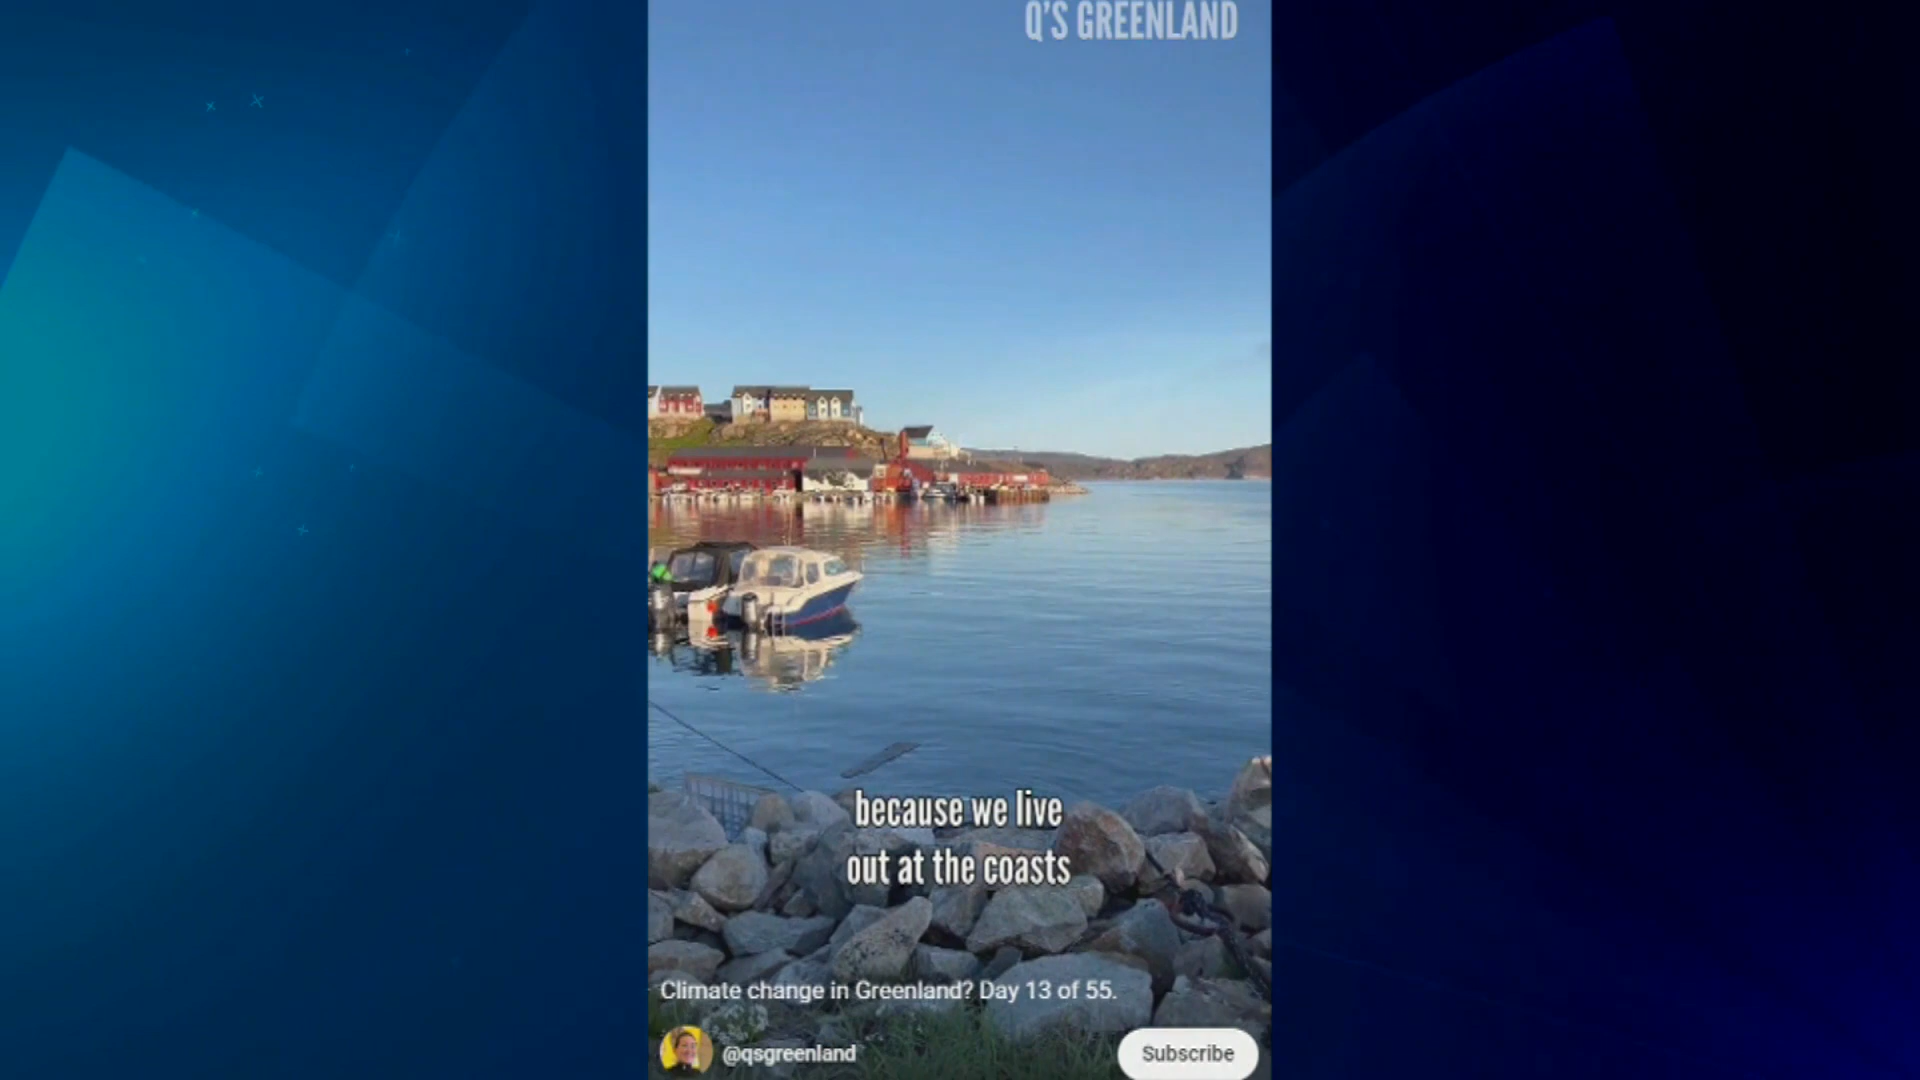 Q'S GREENLAND
because we live
out at the coasts
Climate change in Greenland? Day 13 of 55.
@qsgreenland
Subscribe